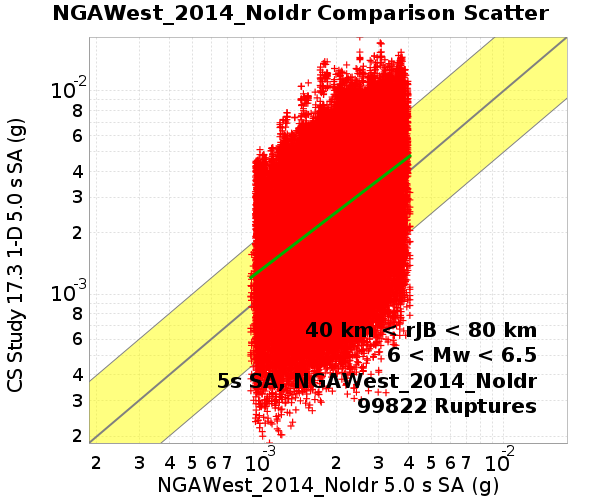 NGAWest_2014_NoIdr Comparison Scatter
CS Study 17.3 1-D 5.0 s SA (g)
10-2
8
6
4
3
2
10-3
8
6
4
3
2
40 km < rJB < 80 km
6 < Mw < 6.5
5s SA, NGAWest_2014_NoIdr
99822 Ruptures
2 3 4 5 6 7 10-3 2 3 4 5 6 7 10-2
NGAWest_2014_NoIdr 5.0 s SA (g)